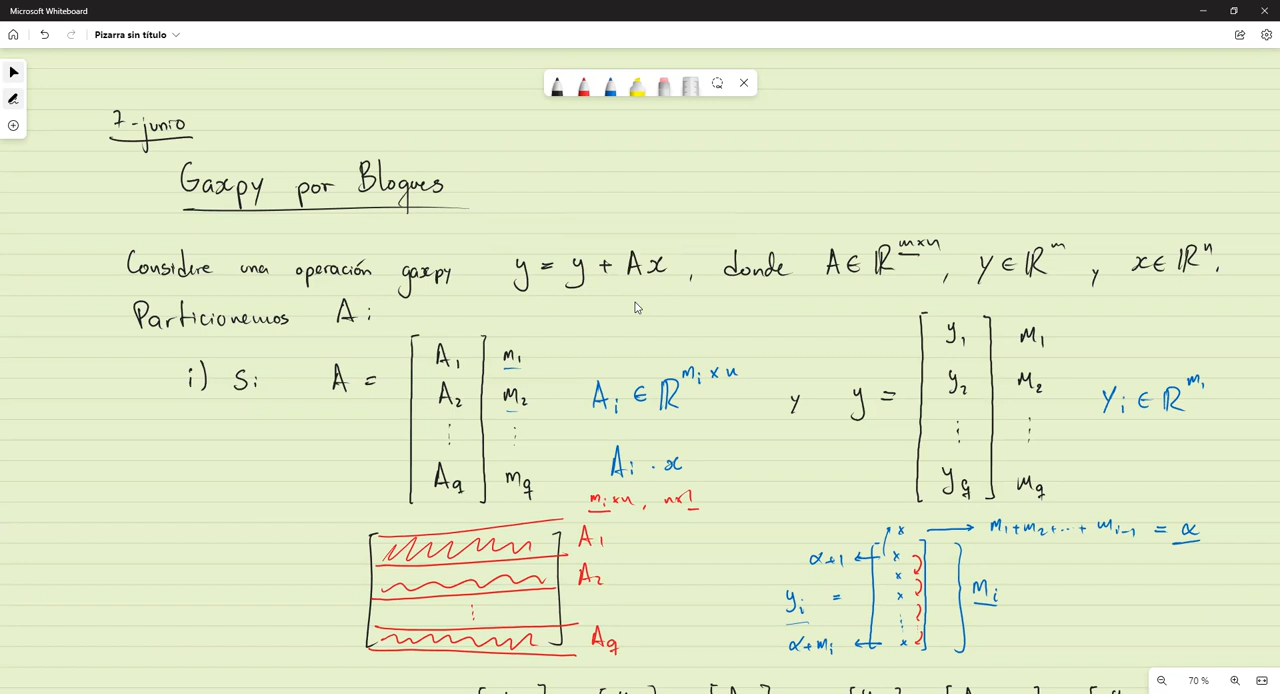 Microsoft Whiteboard
Pizarra sin título
7-junio
Gaxpy por Bloques
Considere una operación gaxpy y = y + Ax, donde A ∈ ℝ^{m×n}, y ∈ ℝ^m y x ∈ ℝ^n.
Particionemos A:
i) Si A = [ A₁ A₂ ⋮ A_q ] m₁ m₂ ⋮ m_q A_i ∈ ℝ^{m_i×n} y y = [ y₁ y₂ ⋮ y_q ] m₁ m₂ ⋮ m_q y_i ∈ ℝ^{m_i}
A_i · x
m_i×n, n×1
A₁
A₂
⋮
A_q
x → m₁+m₂+⋯+m_{i-1} = α
α+1 ← x
x
y_i = x } m_i
⋮
α+m_i ← x
70 %